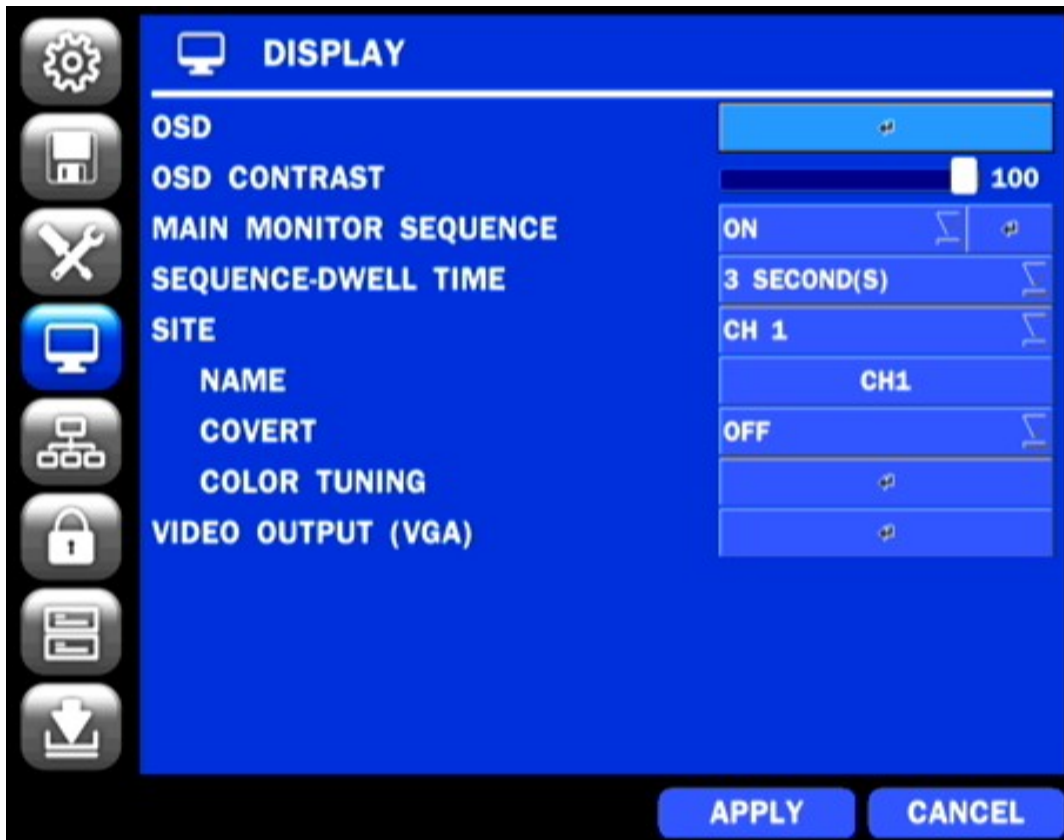 DISPLAY
OSD
OSD CONTRAST 100
MAIN MONITOR SEQUENCE ON
SEQUENCE-DWELL TIME 3 SECOND(S)
SITE CH 1
NAME CH1
COVERT OFF
COLOR TUNING
VIDEO OUTPUT (VGA)
APPLY CANCEL